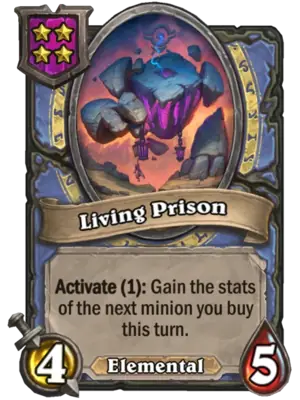 Living Prison
Activate (1): Gain the stats
of the next minion you buy
this turn.
4
Elemental
5